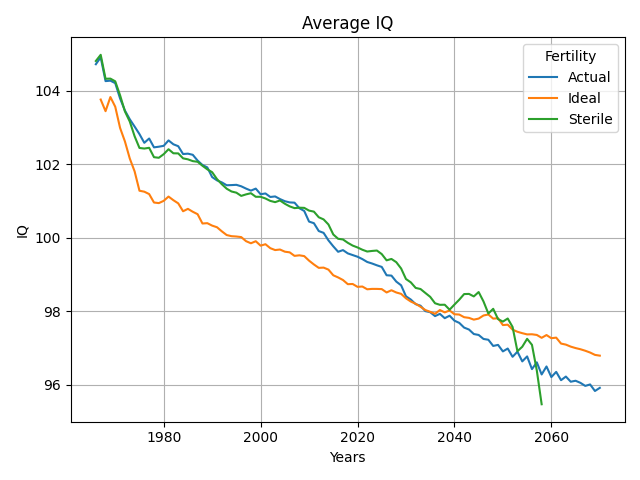 Average IQ
Fertility
Actual
Ideal
Sterile
IQ
104
102
100
98
96
1980
2000
2020
2040
2060
Years